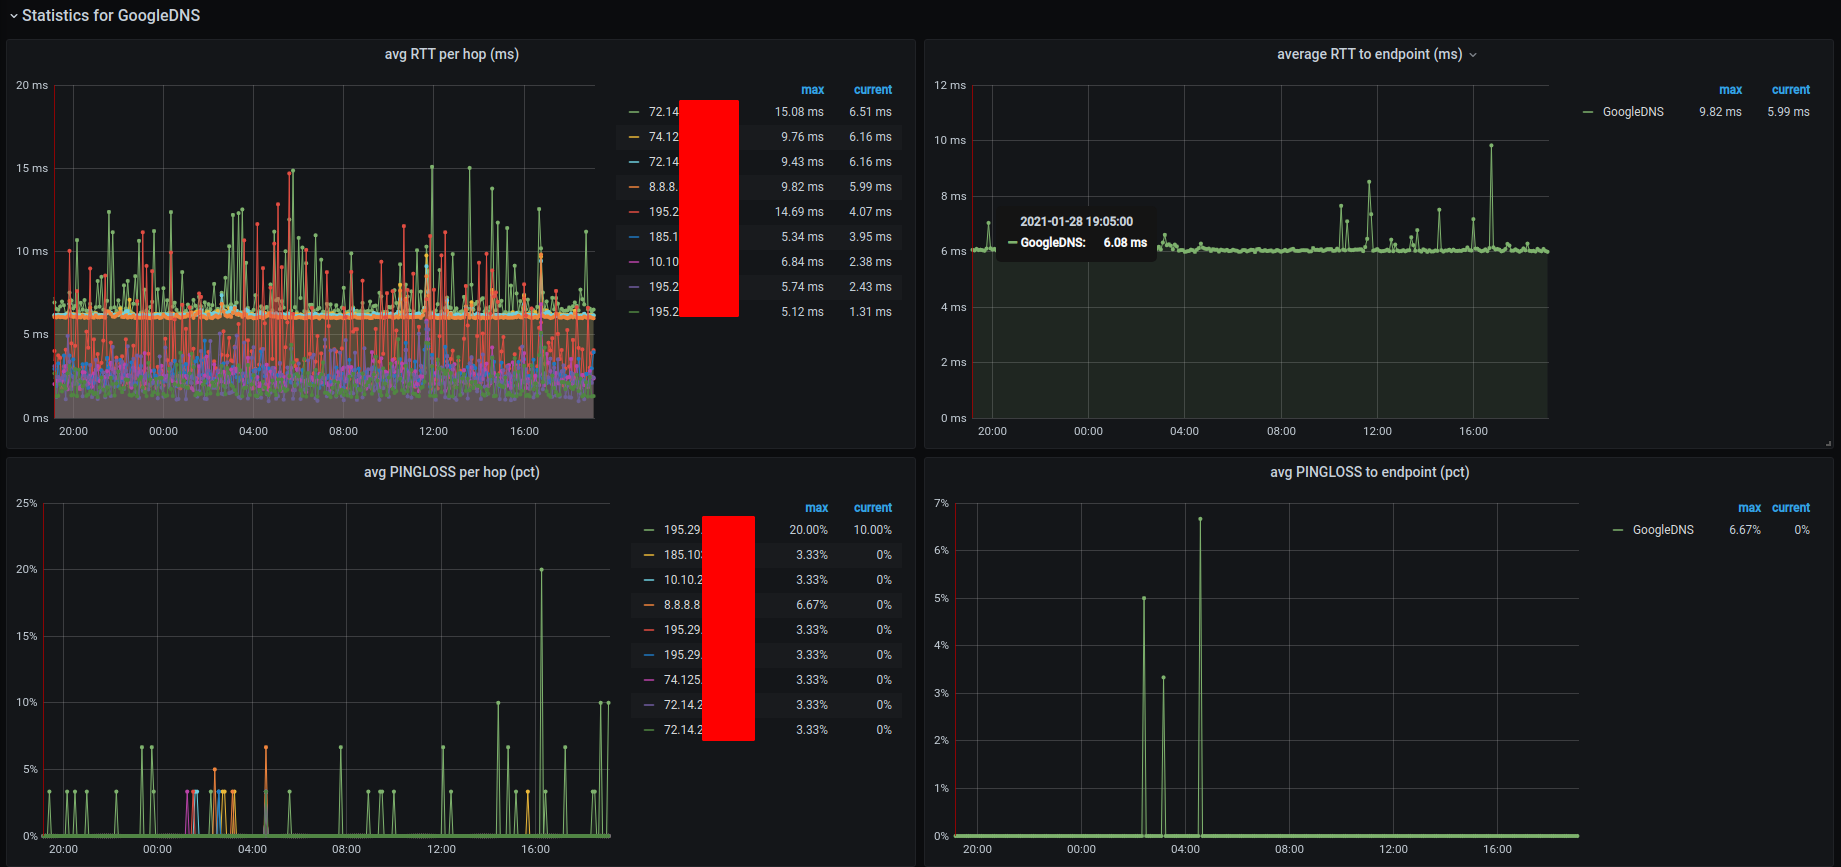 Statistics for GoogleDNS
avg RTT per hop (ms)
20 ms
15 ms
10 ms
5 ms
0 ms
20:00 00:00 04:00 08:00 12:00 16:00
max current
72.14 15.08 ms 6.51 ms
74.12 9.76 ms 6.16 ms
72.14 9.43 ms 6.16 ms
8.8.8. 9.82 ms 5.99 ms
195.2 14.69 ms 4.07 ms
185.1 5.34 ms 3.95 ms
10.10 6.84 ms 2.38 ms
195.2 5.74 ms 2.43 ms
195.2 5.12 ms 1.31 ms
average RTT to endpoint (ms)
12 ms
10 ms
8 ms
6 ms
4 ms
2 ms
0 ms
2021-01-28 19:05:00
GoogleDNS: 6.08 ms
20:00 00:00 04:00 08:00 12:00 16:00
max current
GoogleDNS 9.82 ms 5.99 ms
avg PINGLOSS per hop (pct)
25%
20%
15%
10%
5%
0%
20:00 00:00 04:00 08:00 12:00 16:00
max current
195.29. 20.00% 10.00%
185.10 3.33% 0%
10.10.2 3.33% 0%
8.8.8.8 6.67% 0%
195.29. 3.33% 0%
195.29. 3.33% 0%
74.125. 3.33% 0%
72.14.2 3.33% 0%
72.14.2 3.33% 0%
avg PINGLOSS to endpoint (pct)
7%
6%
5%
4%
3%
2%
1%
0%
20:00 00:00 04:00 08:00 12:00 16:00
max current
GoogleDNS 6.67% 0%